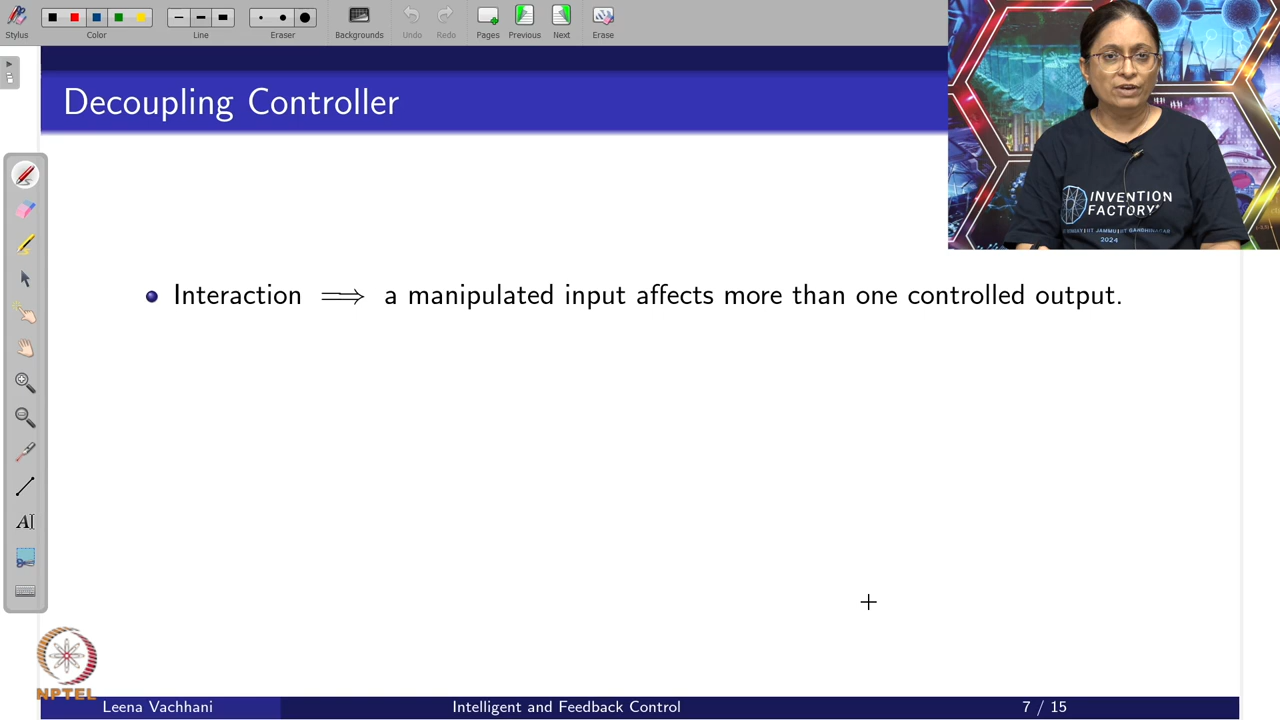 Stylus
Color
Line
Eraser
Backgrounds
Undo
Redo
Pages
Previous
Next
Erase
Decoupling Controller
INVENTION
FACTORY
2024
Interaction ⟹ a manipulated input affects more than one controlled output.
NPTEL
Leena Vachhani
Intelligent and Feedback Control
7 / 15